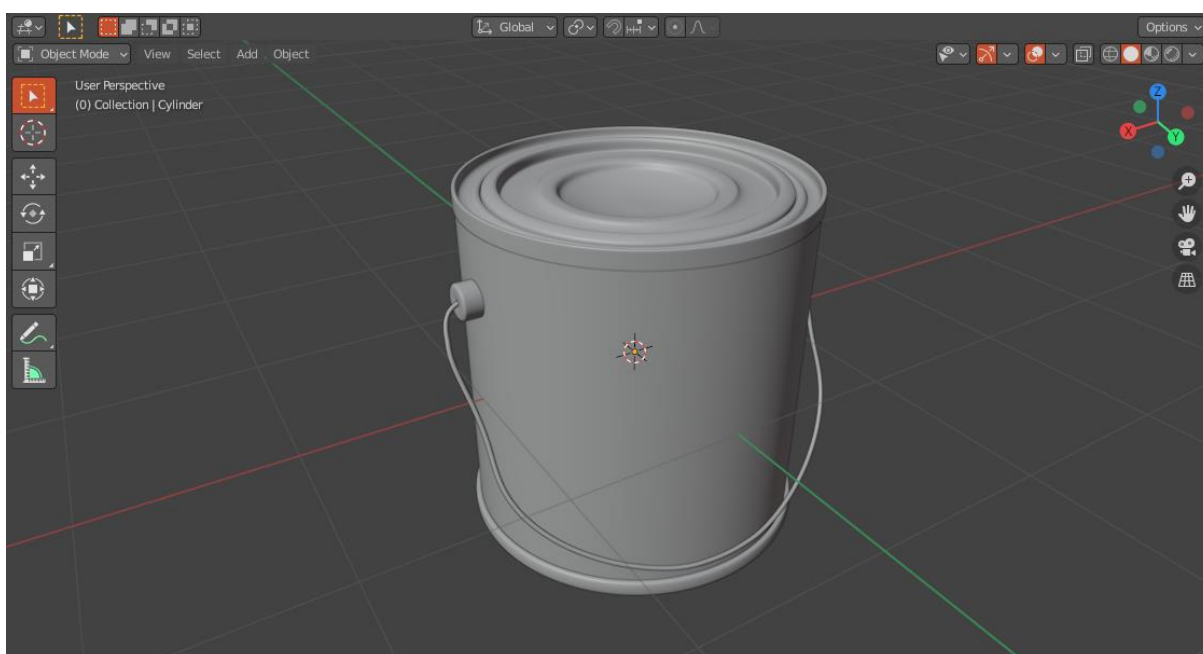 Global
Options
Object Mode View Select Add Object
User Perspective
(0) Collection | Cylinder
Z
X
Y